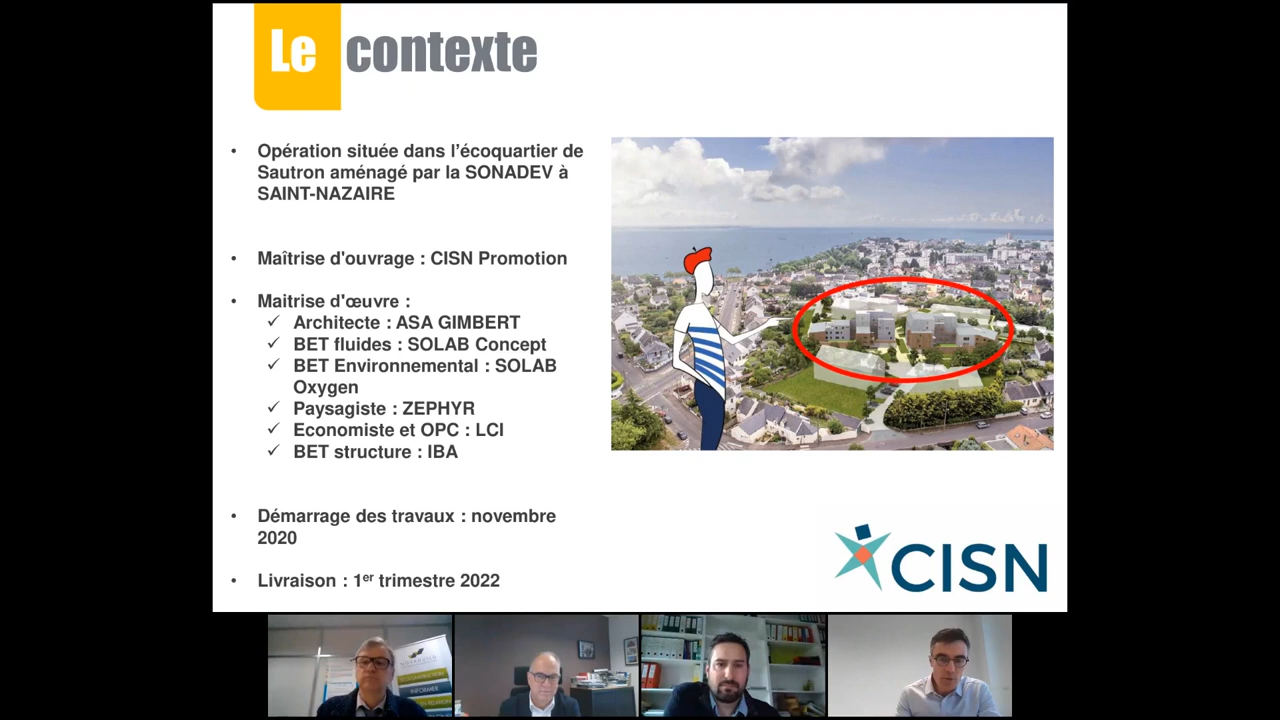 Le contexte
• Opération située dans l'écoquartier de
Sautron aménagé par la SONADEV à
SAINT-NAZAIRE
• Maîtrise d'ouvrage : CISN Promotion
• Maitrise d'œuvre :
✓ Architecte : ASA GIMBERT
✓ BET fluides : SOLAB Concept
✓ BET Environnemental : SOLAB
Oxygen
✓ Paysagiste : ZEPHYR
✓ Economiste et OPC : LCI
✓ BET structure : IBA
• Démarrage des travaux : novembre
2020
• Livraison : 1er trimestre 2022
CISN
INFORMER